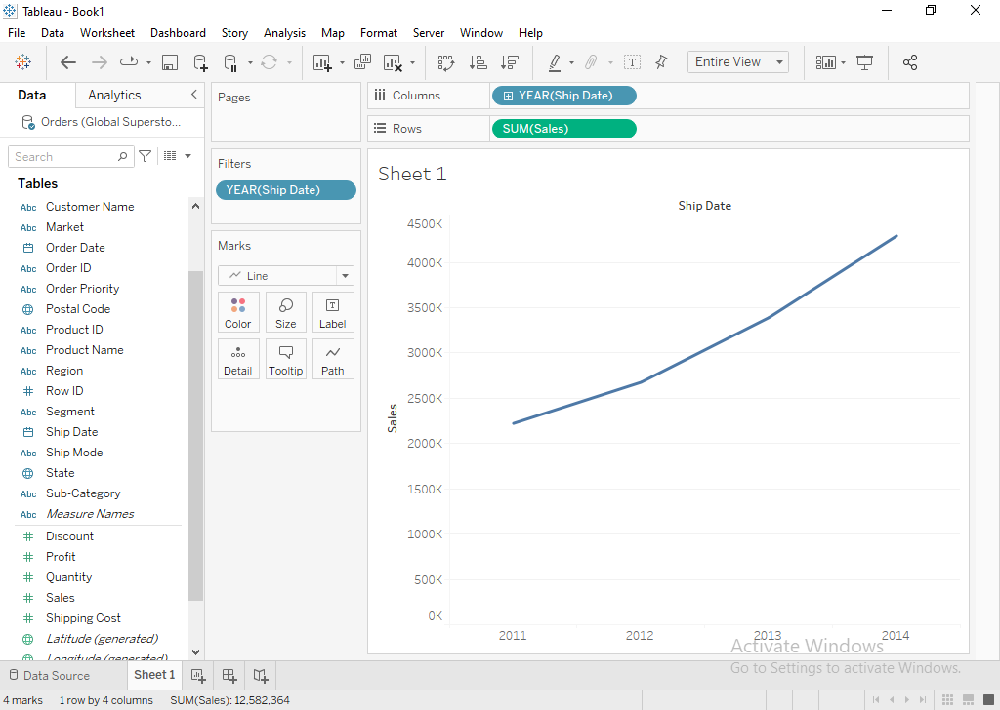 Tableau - Book1
File Data Worksheet Dashboard Story Analysis Map Format Server Window Help
Entire View
Data Analytics
Orders (Global Supersto...
Search
Tables
Abc Customer Name
Abc Market
Order Date
Abc Order ID
Abc Order Priority
Postal Code
Abc Product ID
Abc Product Name
Abc Region
# Row ID
Abc Segment
Ship Date
Abc Ship Mode
State
Abc Sub-Category
Abc Measure Names
# Discount
# Profit
# Quantity
# Sales
# Shipping Cost
Latitude (generated)
Longitude (generated)
Pages
Filters
YEAR(Ship Date)
Marks
Line
Color Size Label
Detail Tooltip Path
Columns YEAR(Ship Date)
Rows SUM(Sales)
Sheet 1
Ship Date
4500K
4000K
3500K
3000K
2500K
2000K
1500K
1000K
500K
0K
Sales
2011 2012 2013 2014
Activate Windows
Go to Settings to activate Windows.
Data Source Sheet 1
4 marks 1 row by 4 columns SUM(Sales): 12,582,364